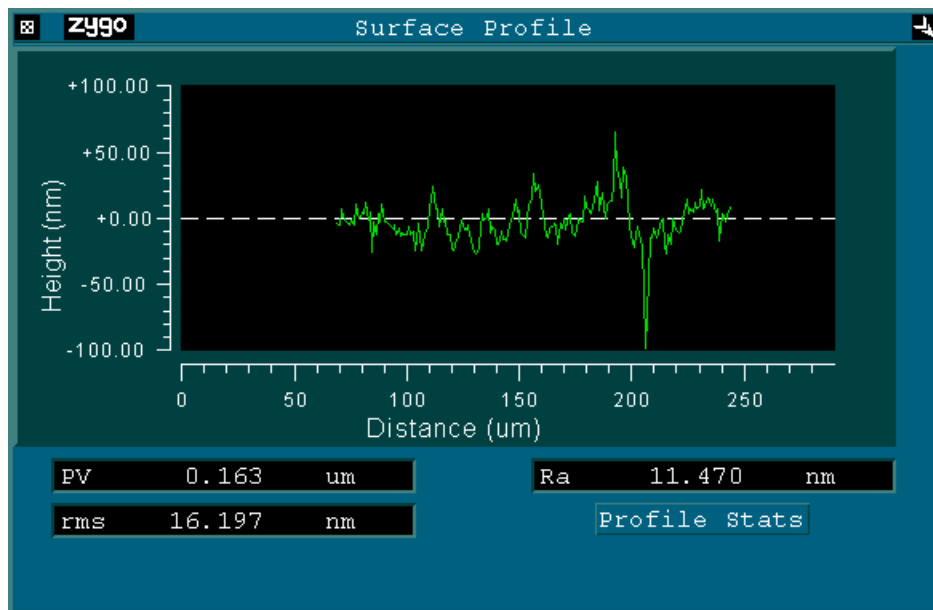 zygo Surface Profile
+100.00
+50.00
+0.00
-50.00
-100.00
Height (nm)
0 50 100 150 200 250
Distance (um)
PV 0.163 um Ra 11.470 nm
rms 16.197 nm Profile Stats